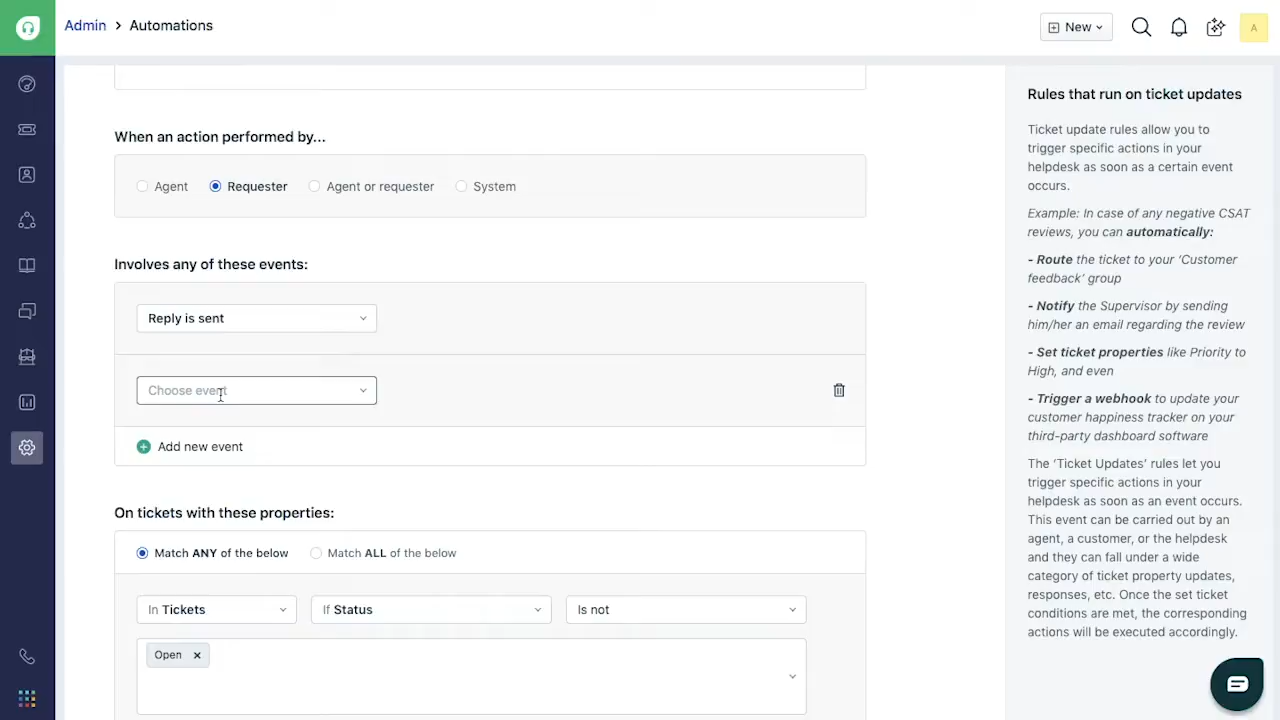 Admin > Automations
New
A
When an action performed by...
Agent
Requester
Agent or requester
System
Involves any of these events:
Reply is sent
Choose event
Add new event
On tickets with these properties:
Match ANY of the below
Match ALL of the below
In Tickets
If Status
Is not
Open ×
Rules that run on ticket updates
Ticket update rules allow you to
trigger specific actions in your
helpdesk as soon as a certain event
occurs.
Example: In case of any negative CSAT
reviews, you can automatically:
- Route the ticket to your ‘Customer
feedback’ group
- Notify the Supervisor by sending
him/her an email regarding the review
- Set ticket properties like Priority to
High, and even
- Trigger a webhook to update your
customer happiness tracker on your
third-party dashboard software
The ‘Ticket Updates’ rules let you
trigger specific actions in your
helpdesk as soon as an event occurs.
This event can be carried out by an
agent, a customer, or the helpdesk
and they can fall under a wide
category of ticket property updates,
responses, etc. Once the set ticket
conditions are met, the corresponding
actions will be executed accordingly.